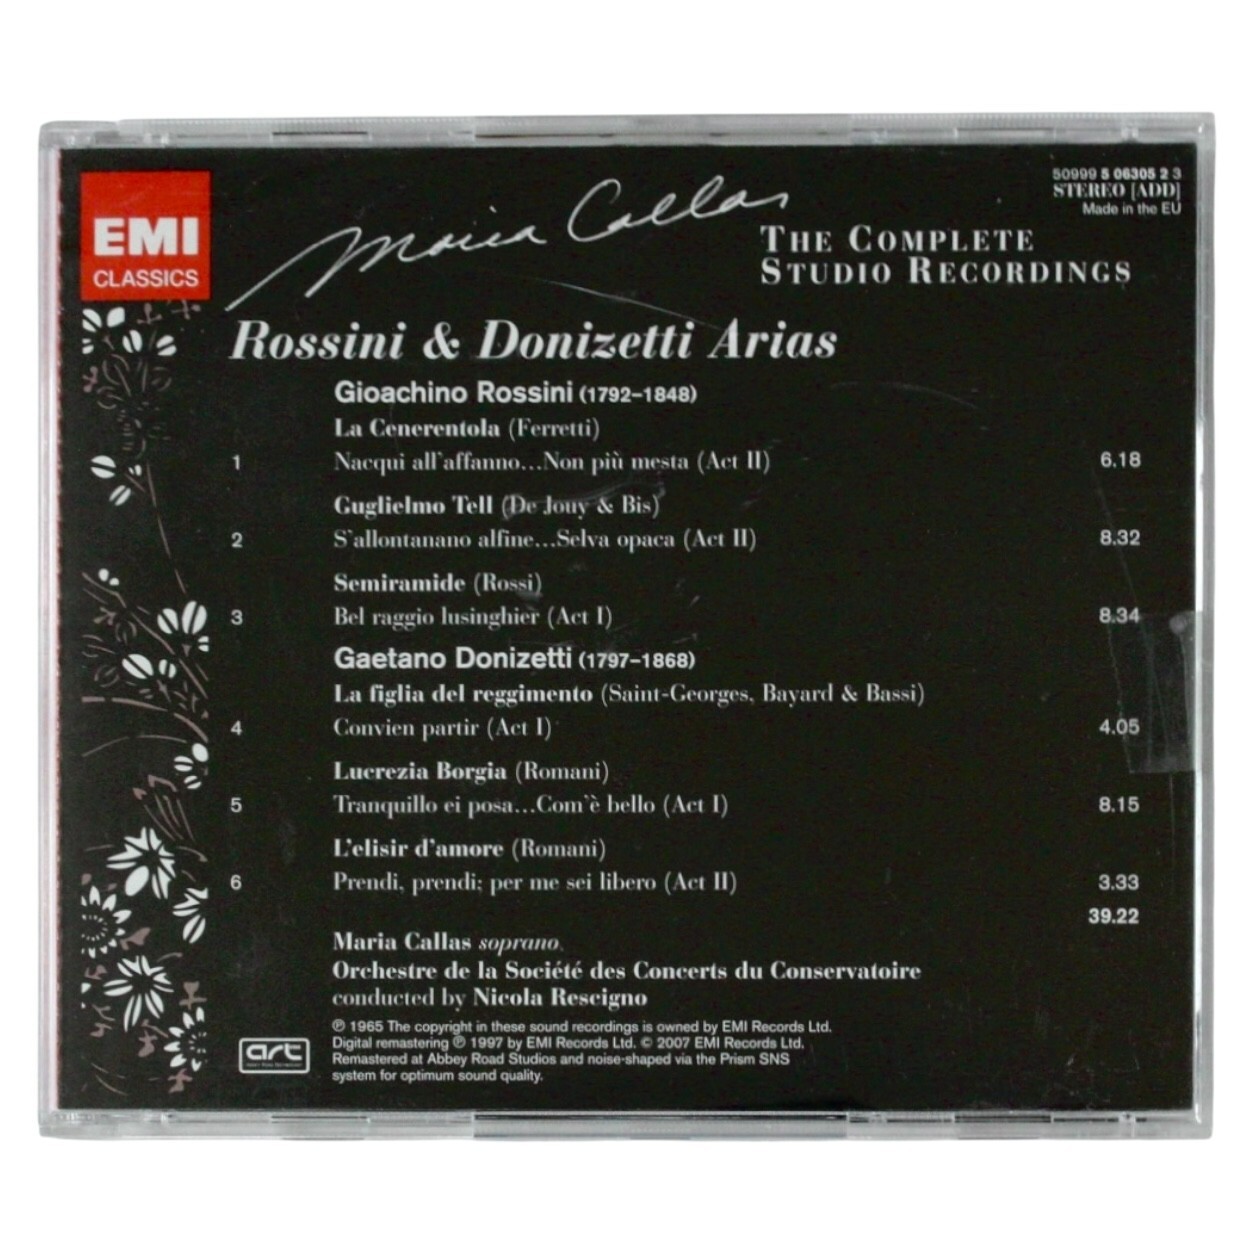 EMI
CLASSICS
Maria Callas
50999 5 06305 2 3
STEREO [ADD]
Made in the EU
THE COMPLETE
STUDIO RECORDINGS
Rossini & Donizetti Arias
Gioachino Rossini (1792–1848)
La Cenerentola (Ferretti)
1 Nacqui all'affanno...Non più mesta (Act II) 6.18
Guglielmo Tell (De Jouy & Bis)
2 S'allontanano alfine...Selva opaca (Act II) 8.32
Semiramide (Rossi)
3 Bel raggio lusinghier (Act I) 8.34
Gaetano Donizetti (1797–1868)
La figlia del reggimento (Saint-Georges, Bayard & Bassi)
4 Convien partir (Act I) 4.05
Lucrezia Borgia (Romani)
5 Tranquillo ei posa...Com'è bello (Act I) 8.15
L'elisir d'amore (Romani)
6 Prendi, prendi; per me sei libero (Act II) 3.33
39.22
Maria Callas soprano
Orchestre de la Société des Concerts du Conservatoire
conducted by Nicola Rescigno
℗ 1965 The copyright in these sound recordings is owned by EMI Records Ltd.
Digital remastering ℗ 1997 by EMI Records Ltd. © 2007 EMI Records Ltd.
Remastered at Abbey Road Studios and noise-shaped via the Prism SNS
system for optimum sound quality.
art